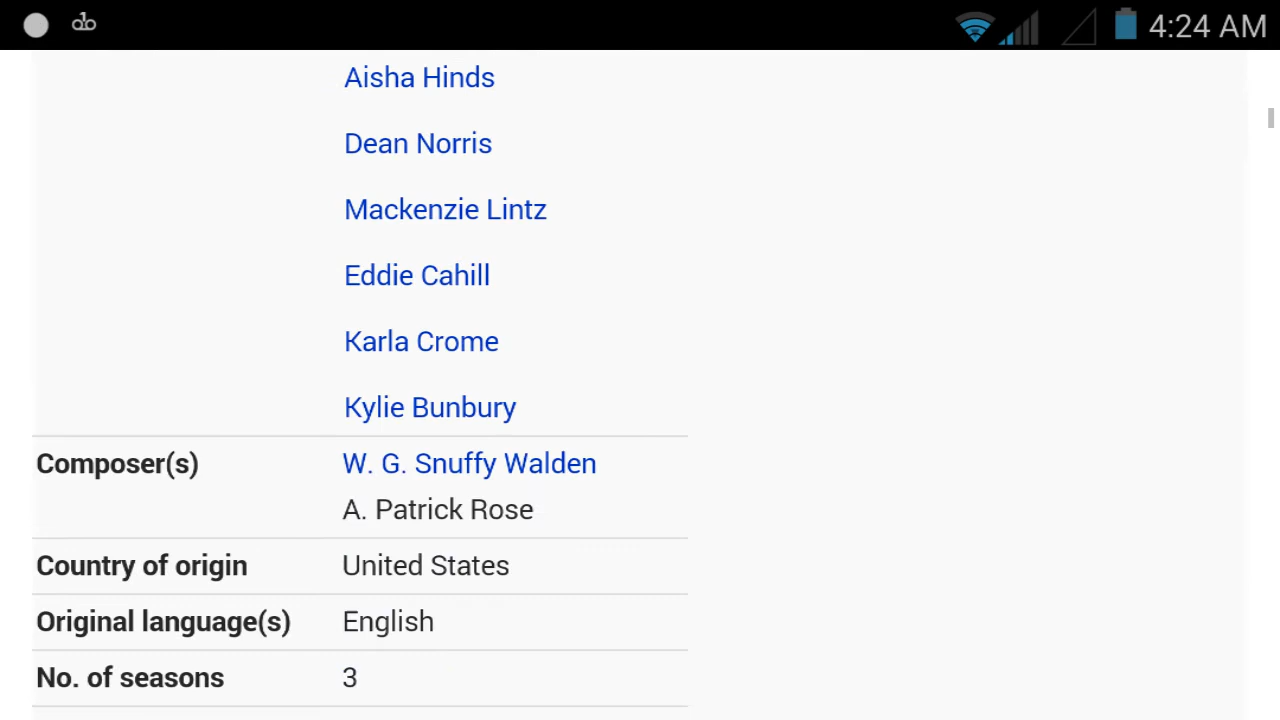 4:24 AM
Aisha Hinds
Dean Norris
Mackenzie Lintz
Eddie Cahill
Karla Crome
Kylie Bunbury
Composer(s) W. G. Snuffy Walden
A. Patrick Rose
Country of origin United States
Original language(s) English
No. of seasons 3